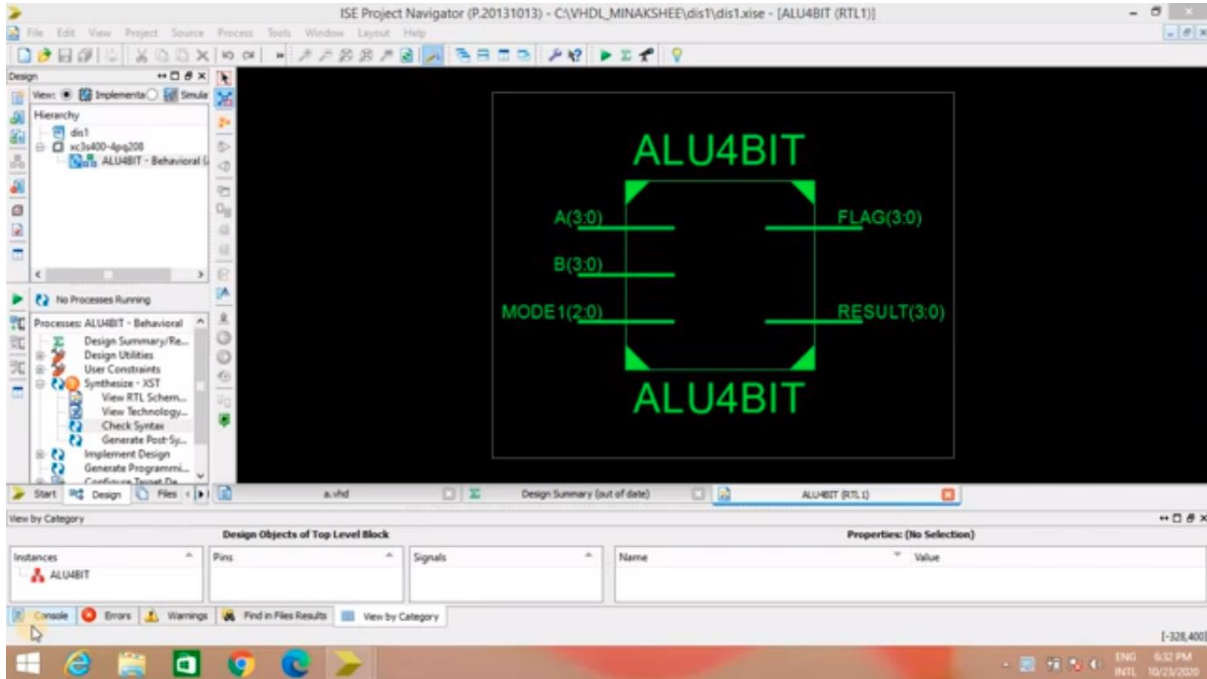 ISE Project Navigator (P.20131013) - C:\VHDL_MINAKSHEE\dis1\dis1.xise - [ALU4BIT (RTL1)]
File Edit View Project Source Process Tools Window Layout Help
Design
View: Implementa Simula
Hierarchy
dis1
xc3s400-4pq208
ALU4BIT - Behavioral (
No Processes Running
Processes: ALU4BIT - Behavioral
Design Summary/Re...
Design Utilities
User Constraints
Synthesize - XST
View RTL Schem...
View Technology...
Check Syntax
Generate Post-Sy...
Implement Design
Generate Programmi...
Configure Target De
Start Design Files
ALU4BIT
A(3:0) FLAG(3:0)
B(3:0)
MODE1(2:0) RESULT(3:0)
ALU4BIT
a.vhd Design Summary (out of date) ALU4BIT (RTL1)
View by Category
Design Objects of Top Level Block Properties: (No Selection)
Instances Pins Signals Name Value
ALU4BIT
Console Errors Warnings Find in Files Results View by Category
[-328,400]
ENG 6:32 PM
INTL 10/23/2020